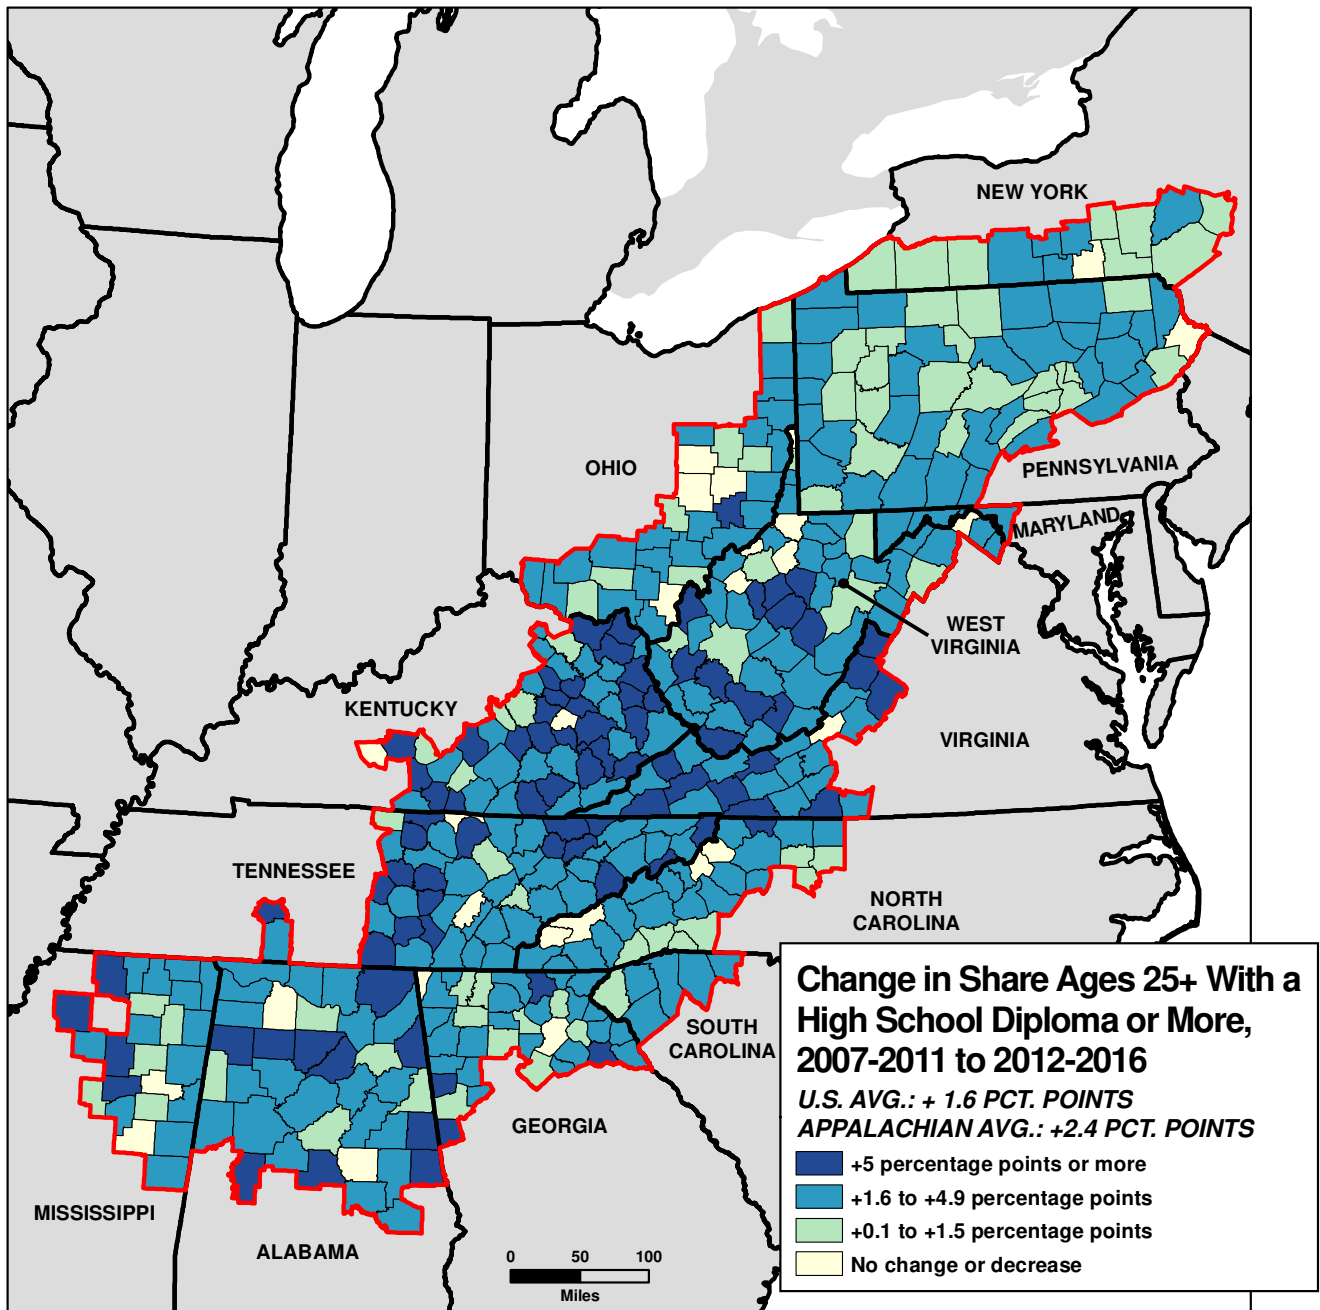 NEW YORK
OHIO
PENNSYLVANIA
MARYLAND
WEST
VIRGINIA
KENTUCKY
VIRGINIA
TENNESSEE
NORTH
CAROLINA
SOUTH
CAROLINA
GEORGIA
MISSISSIPPI
ALABAMA
0 50 100
Miles
Change in Share Ages 25+ With a
High School Diploma or More,
2007-2011 to 2012-2016
U.S. AVG.: + 1.6 PCT. POINTS
APPALACHIAN AVG.: +2.4 PCT. POINTS
+5 percentage points or more
+1.6 to +4.9 percentage points
+0.1 to +1.5 percentage points
No change or decrease